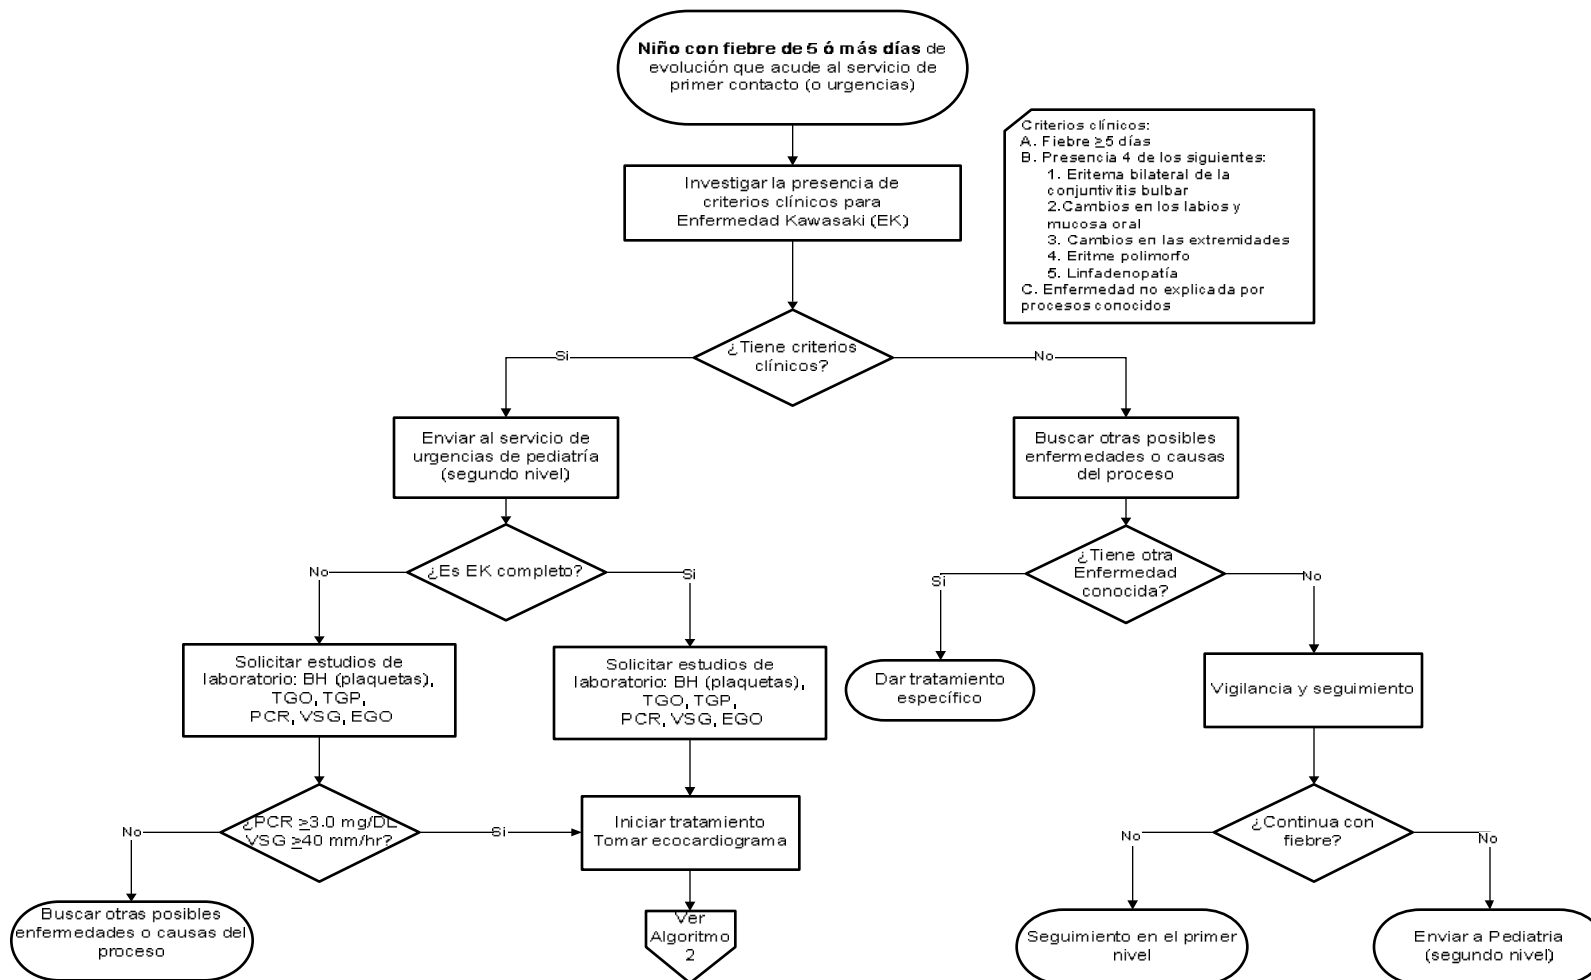 Niño con fiebre de 5 ó más días de
evolución que acude al servicio de
primer contacto (o urgencias)
Criterios clínicos:
A. Fiebre ≥5 días
B. Presencia 4 de los siguientes:
1. Eritema bilateral de la
conjuntivitis bulbar
2.Cambios en los labios y
mucosa oral
3. Cambios en las extremidades
4. Eritme polimorfo
5. Linfadenopatía
C. Enfermedad no explicada por
procesos conocidos
Investigar la presencia de
criterios clínicos para
Enfermedad Kawasaki (EK)
¿Tiene criterios
clínicos?
Si
No
Enviar al servicio de
urgencias de pediatría
(segundo nivel)
Buscar otras posibles
enfermedades o causas
del proceso
¿Es EK completo?
No
Si
¿Tiene otra
Enfermedad
conocida?
Si
No
Solicitar estudios de
laboratorio: BH (plaquetas),
TGO, TGP,
PCR, VSG, EGO
Solicitar estudios de
laboratorio: BH (plaquetas),
TGO, TGP,
PCR, VSG, EGO
Dar tratamiento
específico
Vigilancia y seguimiento
¿PCR ≥3.0 mg/DL
VSG ≥40 mm/hr?
No
Si
Iniciar tratamiento
Tomar ecocardiograma
¿Continua con
fiebre?
No
No
Buscar otras posibles
enfermedades o causas del
proceso
Ver
Algoritmo
2
Seguimiento en el primer
nivel
Enviar a Pediatria
(segundo nivel)